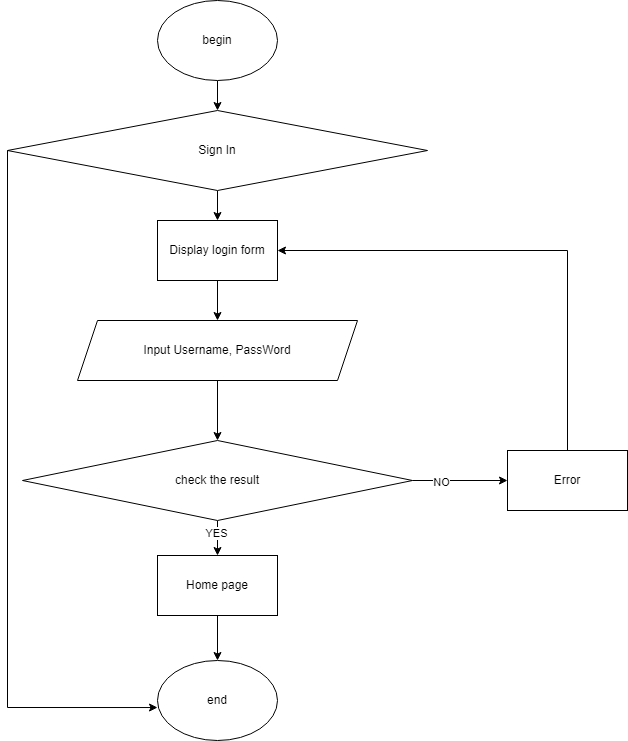 begin
Sign In
Display login form
Input Username, PassWord
check the result
NO
Error
YES
Home page
end